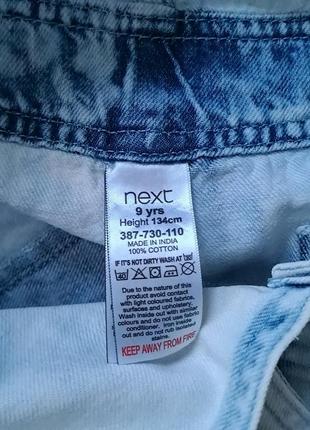 next
9 yrs
Height 134cm
387-730-110
MADE IN INDIA
100% COTTON
IF IT'S NOT DIRTY WASH AT
40
Due to the nature of this
product avoid contact
with light coloured fabrics,
surfaces and upholstery.
Wash inside out with similar
colours and do not use fabric
conditioner. Iron inside
out and do not rub isolated
stains.
KEEP AWAY FROM FIRE